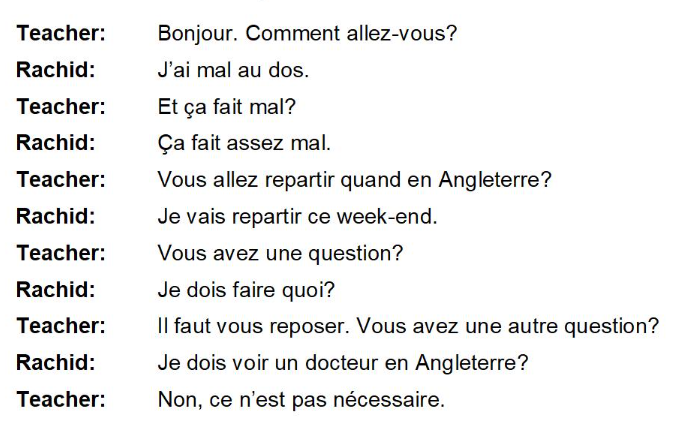 Teacher: Bonjour. Comment allez-vous?
Rachid: J'ai mal au dos.
Teacher: Et ça fait mal?
Rachid: Ça fait assez mal.
Teacher: Vous allez repartir quand en Angleterre?
Rachid: Je vais repartir ce week-end.
Teacher: Vous avez une question?
Rachid: Je dois faire quoi?
Teacher: Il faut vous reposer. Vous avez une autre question?
Rachid: Je dois voir un docteur en Angleterre?
Teacher: Non, ce n'est pas nécessaire.